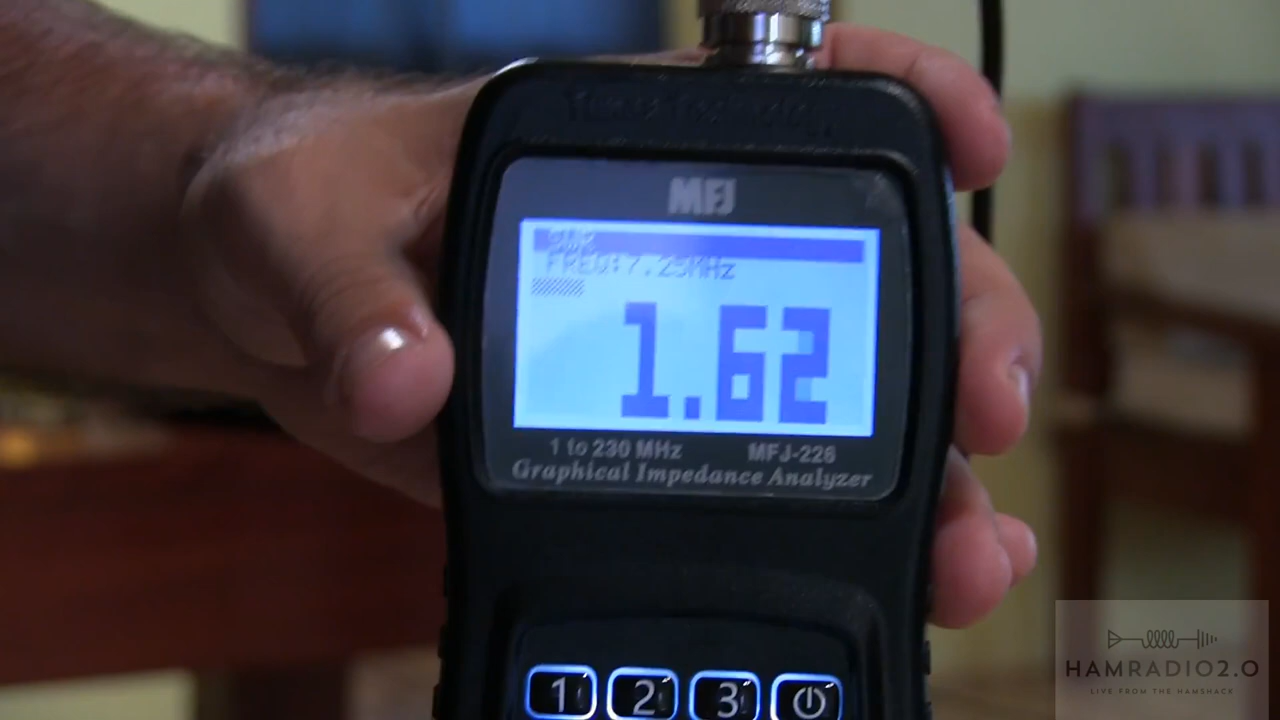 MFJ
SWR
FREQ:7.25MHz
1.62
1 to 230 MHz MFJ-226
Graphical Impedance Analyzer
1 2 3
HAMRADIO2.0
LIVE FROM THE HAMSHACK